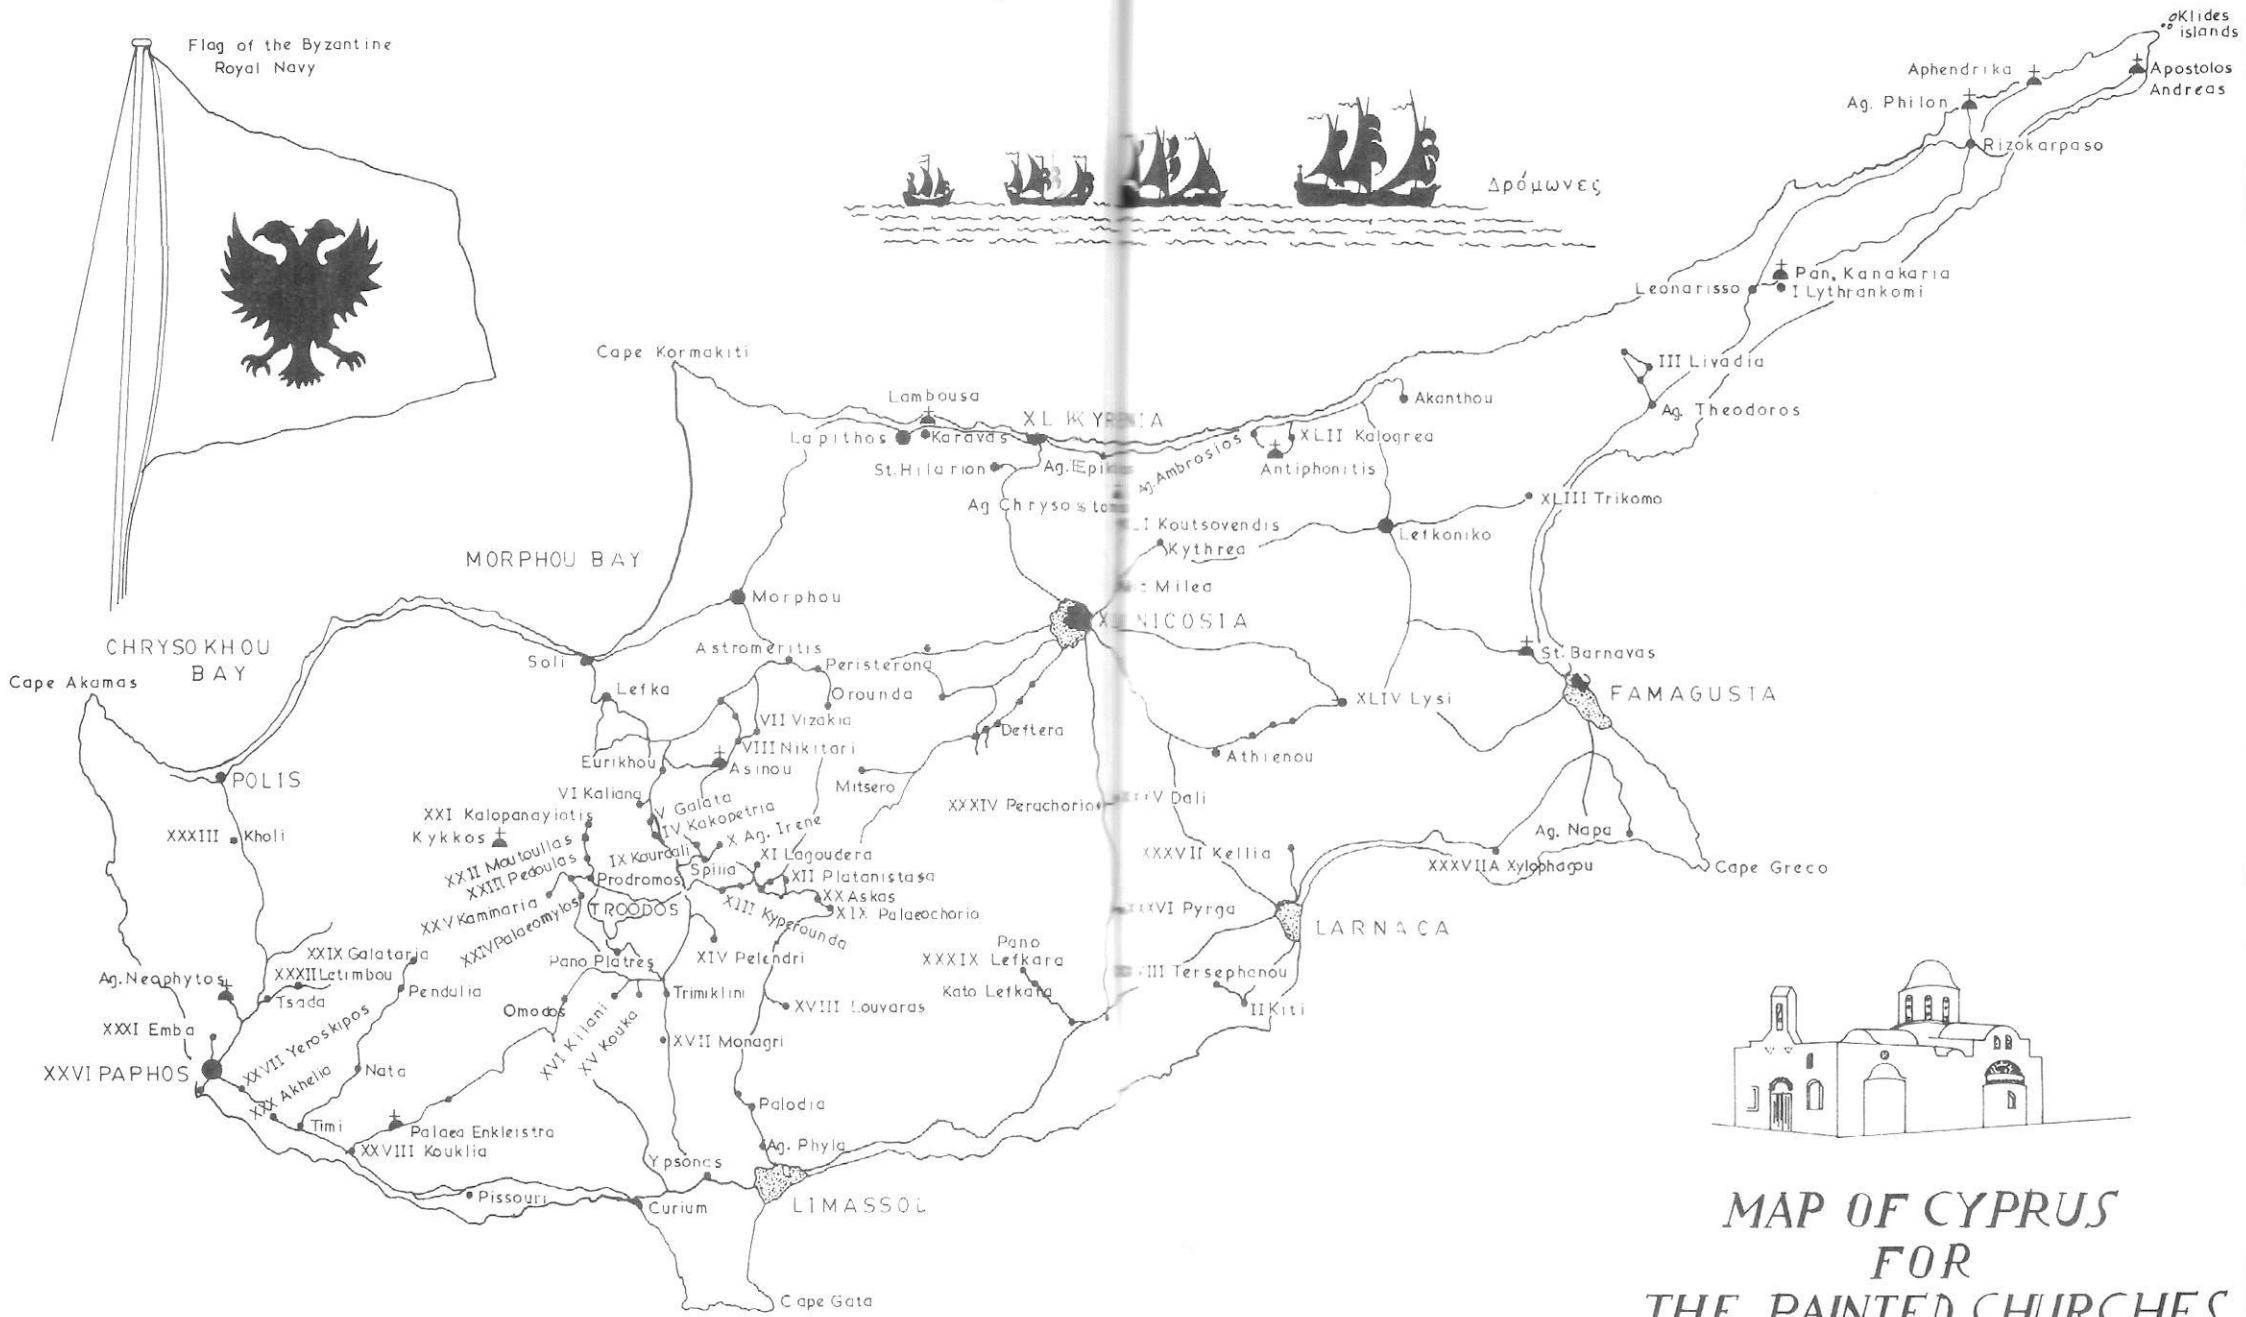 Flag of the Byzantine
Royal Navy
Δρόμωνες
Klides
islands
Aphendrika
Apostolos
Andreas
Ag. Philon
Rizokarpaso
Pan. Kanakaria
Leonarisso
I Lythrankomi
Cape Kormakiti
III Livadia
Lambousa
Akanthou
Ag. Theodoros
XL KYRENIA
Lapithos
Karavas
XLII Kalogrea
St. Hilarion
Ag. Ambrosios
Antiphonitis
XLIII Trikomo
Ag Chrysostom
Koutsovendis
Lefkoniko
Kythrea
MORPHOU BAY
Milea
Morphou
NICOSIA
CHRYSOKHOU
BAY
Astromeritis
Soli
Peristerona
St. Barnavas
Cape Akamas
Lefka
Orounda
XLIV Lysi
FAMAGUSTA
VII Vizakia
Deftera
VIII Nikitari
Eurikhou
Asinou
Athienou
POLIS
Mitsero
VI Kaliana
V Galata
XXXIV Perachorio
Dali
XXI Kalopanayiotis
IV Kakopetria
Kykkos
X Ag. Irene
Ag. Napa
XXXIII Kholi
XXII Moutoullas
IX Kourdali
XI Lagoudera
XXXVII Kellia
XXIII Pedoulas
Spilia
XXXVIIA Xylophagou
Cape Greco
Prodromos
XII Platanistasa
XXV Kaminaria
XX Askas
TROODOS
XIX Palaeochoria
XXIV Palaeomylos
XIII Kyperounda
XXXVI Pyrga
LARNACA
XXIX Galataria
Pano Platres
XIV Pelendri
Pano
XXXIX Lefkara
Ag. Neophytos
XXXII Letimbou
Tersephanou
Tsada
Pendalia
Trimiklini
Kato Lefkara
Omodos
XVIII Louvaras
II Kiti
XXXI Emba
XXVII Yeroskipos
XVI Kilani
XV Kouka
XVII Monagri
XXVI PAPHOS
Nata
XXX Akhelia
Palodia
Timi
Palaea Enkleistra
XXVIII Kouklia
Ag. Phyla
Ypsonas
Pissouri
Curium
LIMASSOL
Cape Gata
MAP OF CYPRUS
FOR
THE PAINTED CHURCHES